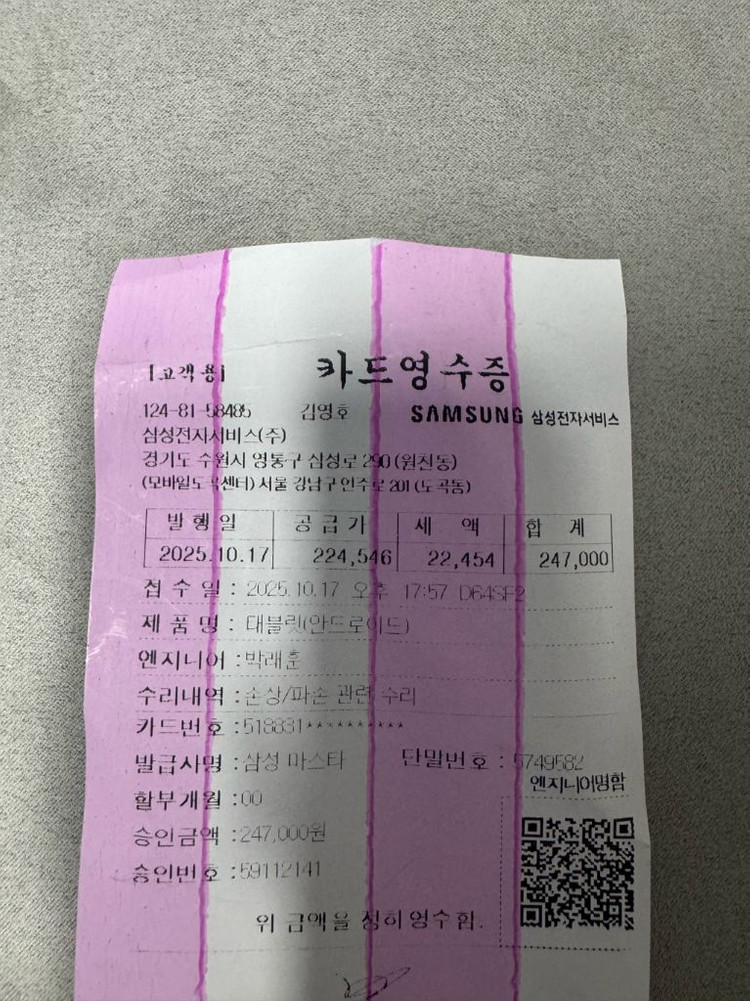 [고객용]
카드영수증
124-81-58485 김영호 SAMSUNG 삼성전자서비스
삼성전자서비스(주)
경기도 수원시 영통구 삼성로 290(원천동)
(모바일도곡센터) 서울 강남구 언주로 201 (도곡동)
발행일 공급가 세 액 합 계
2025.10.17 224,546 22,454 247,000
접 수 일 : 2025.10.17 오후 17:57 D64SF2
제 품 명 : 태블릿(안드로이드)
엔지니어 :박래훈
수리내역 :손상/파손 관련 수리
카드번호 :518831**********
발급사명 :삼성 마스타 단말번호 : 5749582
엔지니어명함
할부개월 :00
승인금액 :247,000원
승인번호 :59112141
위 금액을 정히영수함.